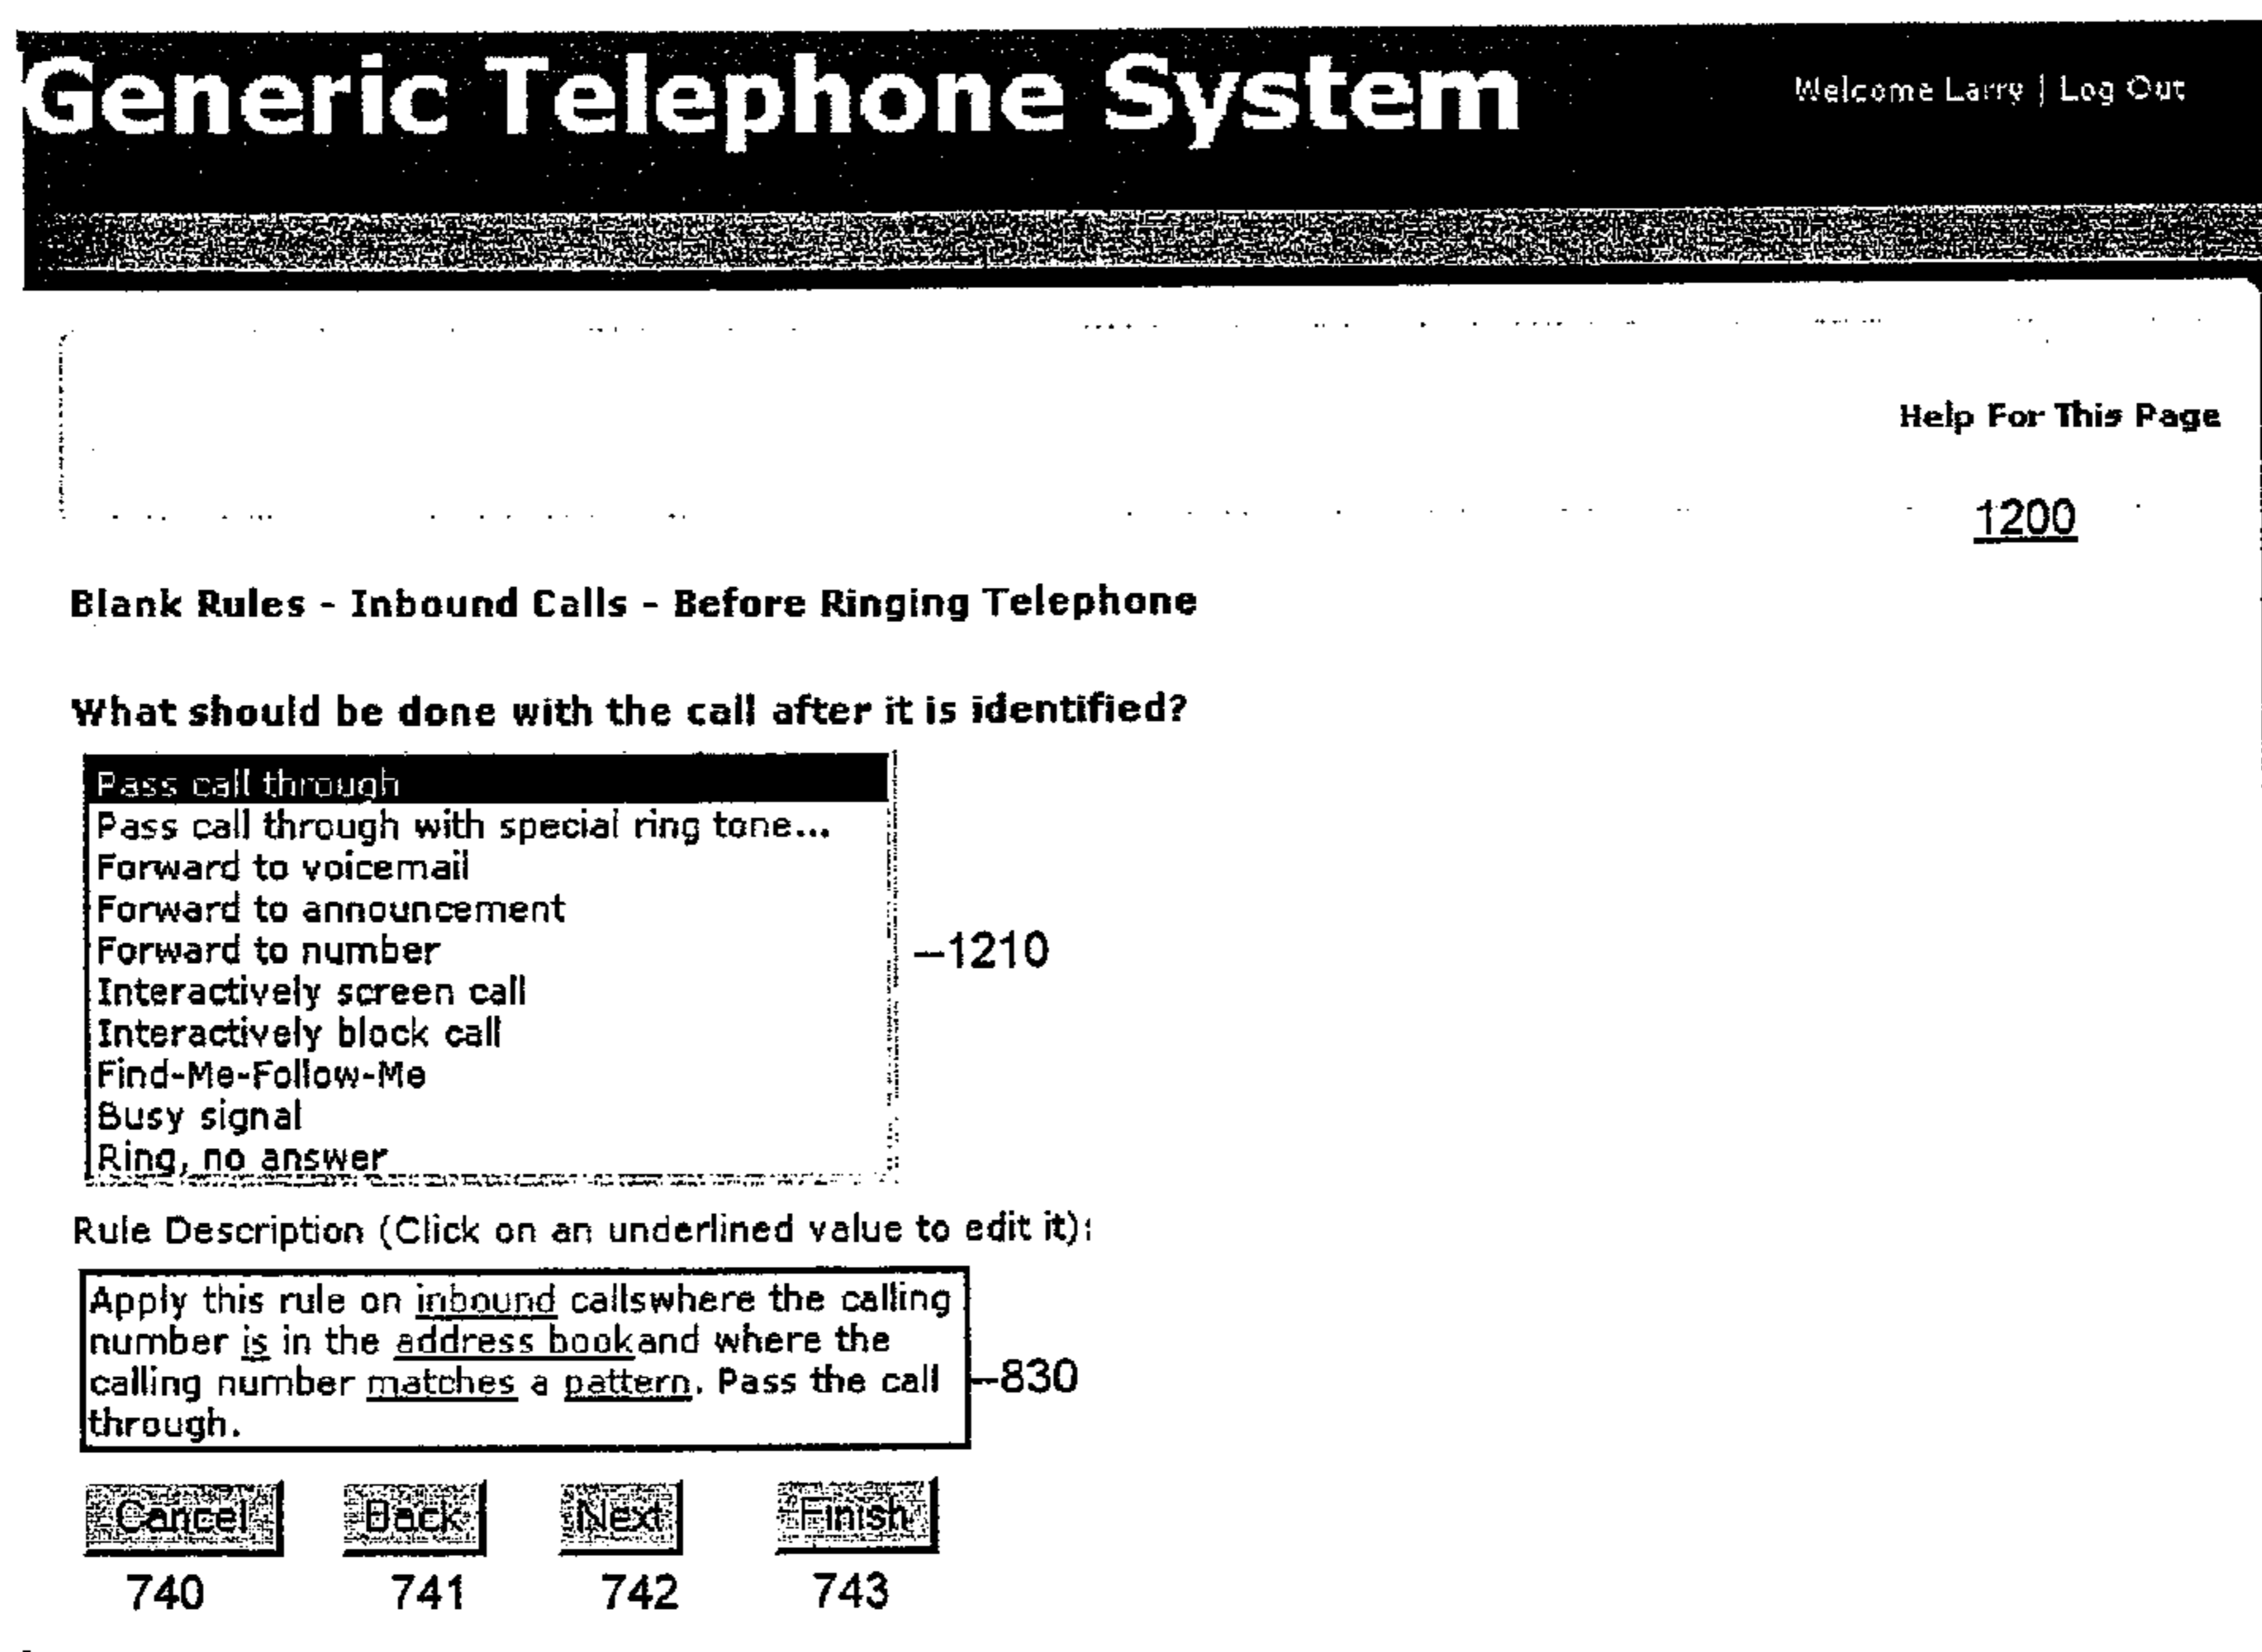 Generic Telephone System
Welcome Larry | Log Out
Help For This Page
1200
Blank Rules - Inbound Calls - Before Ringing Telephone
What should be done with the call after it is identified?
Pass call through
Pass call through with special ring tone...
Forward to voicemail
Forward to announcement
Forward to number
Interactively screen call
Interactively block call
Find-Me-Follow-Me
Busy signal
Ring, no answer
1210
Rule Description (Click on an underlined value to edit it):
Apply this rule on inbound callswhere the calling
number is in the address bookand where the
calling number matches a pattern. Pass the call
through.
830
Cancel Back Next Finish
740 741 742 743